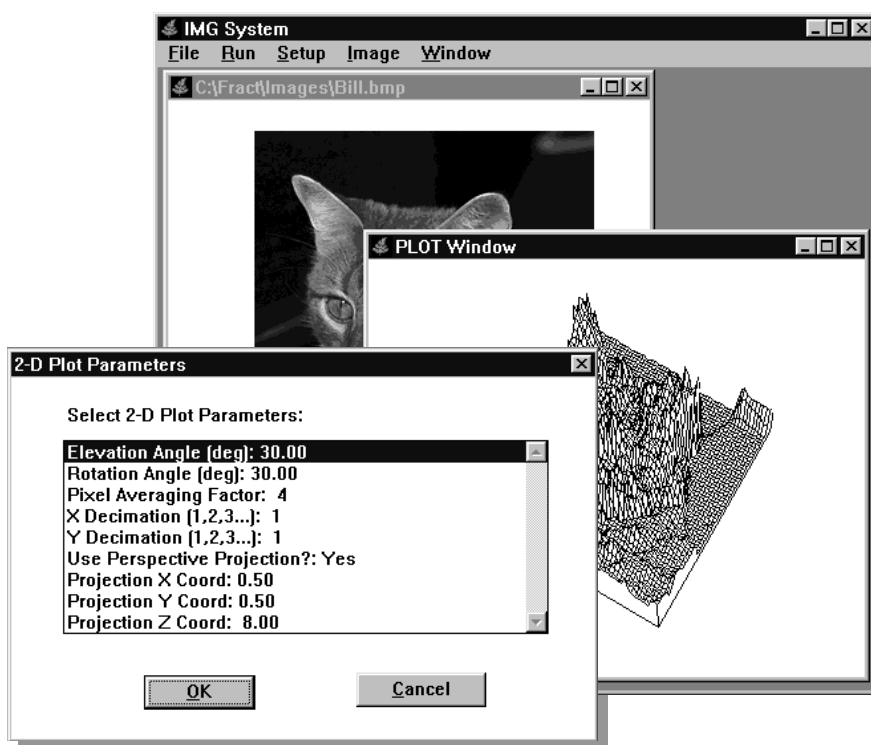 IMG System
File Run Setup Image Window
C:\Fract\Images\Bill.bmp
PLOT Window
2-D Plot Parameters
Select 2-D Plot Parameters:
Elevation Angle (deg): 30.00
Rotation Angle (deg): 30.00
Pixel Averaging Factor: 4
X Decimation (1,2,3...): 1
Y Decimation (1,2,3...): 1
Use Perspective Projection?: Yes
Projection X Coord: 0.50
Projection Y Coord: 0.50
Projection Z Coord: 8.00
OK Cancel